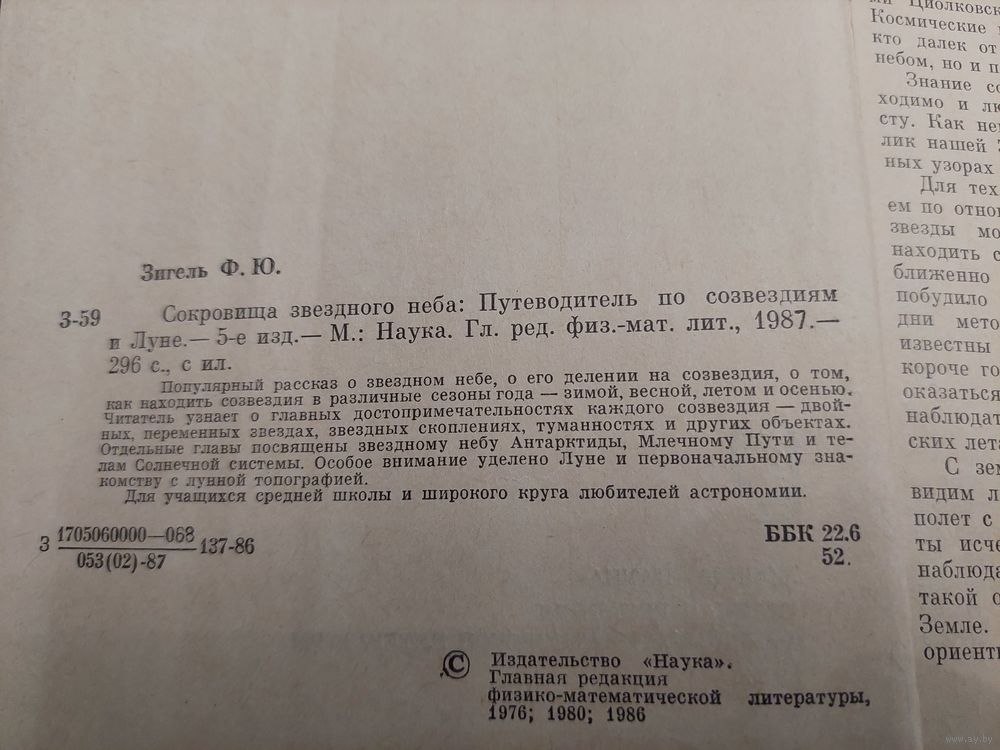 Зигель Ф. Ю.
З-59 Сокровища звездного неба: Путеводитель по созвездиям
и Луне.— 5-е изд.— М.: Наука. Гл. ред. физ.-мат. лит., 1987.—
296 с., с ил.
Популярный рассказ о звездном небе, о его делении на созвездия, о том,
как находить созвездия в различные сезоны года — зимой, весной, летом и осенью.
Читатель узнает о главных достопримечательностях каждого созвездия — двой-
ных, переменных звездах, звездных скоплениях, туманностях и других объектах.
Отдельные главы посвящены звездному небу Антарктиды, Млечному Пути и те-
лам Солнечной системы. Особое внимание уделено Луне и первоначальному зна-
комству с лунной топографией.
Для учащихся средней школы и широкого круга любителей астрономии.
З 1705060000—068 137-86
053(02)-87
ББК 22.6
52.
© Издательство «Наука».
Главная редакция
физико-математической литературы,
1976; 1980; 1986
Космические
кто далек от
небом, но и п
Знание со
ходимо и лю
сту. Как не
лик нашей
ных узорах
Для тех
ем по отно
звезды мо
находить с
ближенно
побудило
дни мето
известны
короче го
оказаться
наблюдат
ских лета
С зем
видим л
полет с
ты исче
наблюда
такой с
Земле.
ориенти
www.ay.by